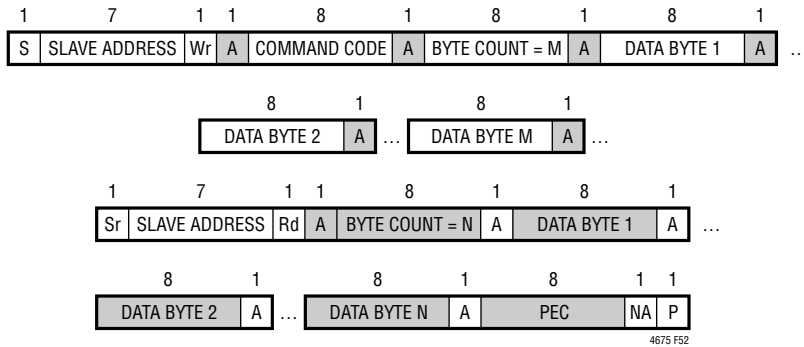 1 7 1 1 8 1 8 1 8 1
S SLAVE ADDRESS Wr A COMMAND CODE A BYTE COUNT = M A DATA BYTE 1 A …
8 1 8 1
DATA BYTE 2 A … DATA BYTE M A …
1 7 1 1 8 1 8 1
Sr SLAVE ADDRESS Rd A BYTE COUNT = N A DATA BYTE 1 A …
8 1 8 1 8 1 1
DATA BYTE 2 A … DATA BYTE N A PEC NA P
4675 F52